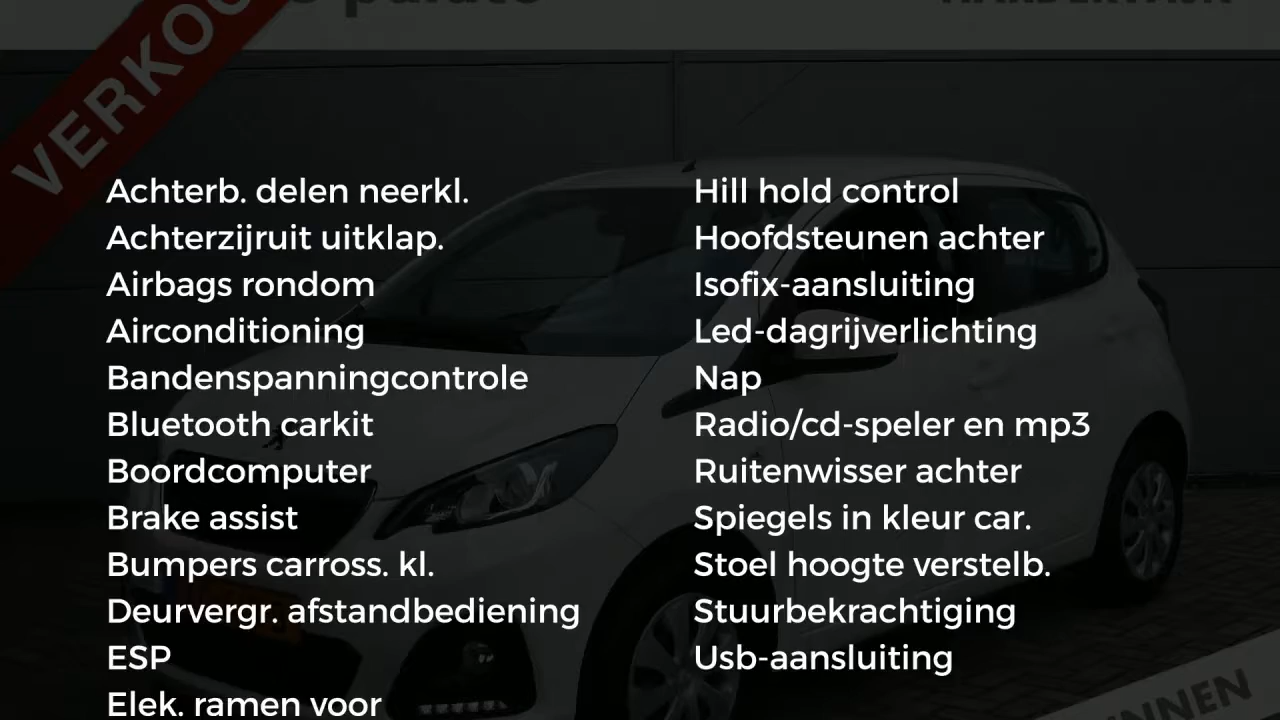 VERKOO
Achterb. delen neerkl.
Achterzijruit uitklap.
Airbags rondom
Airconditioning
Bandenspanningcontrole
Bluetooth carkit
Boordcomputer
Brake assist
Bumpers carross. kl.
Deurvergr. afstandbediening
ESP
Elek. ramen voor
Hill hold control
Hoofdsteunen achter
Isofix-aansluiting
Led-dagrijverlichting
Nap
Radio/cd-speler en mp3
Ruitenwisser achter
Spiegels in kleur car.
Stoel hoogte verstelb.
Stuurbekrachtiging
Usb-aansluiting
NNEN